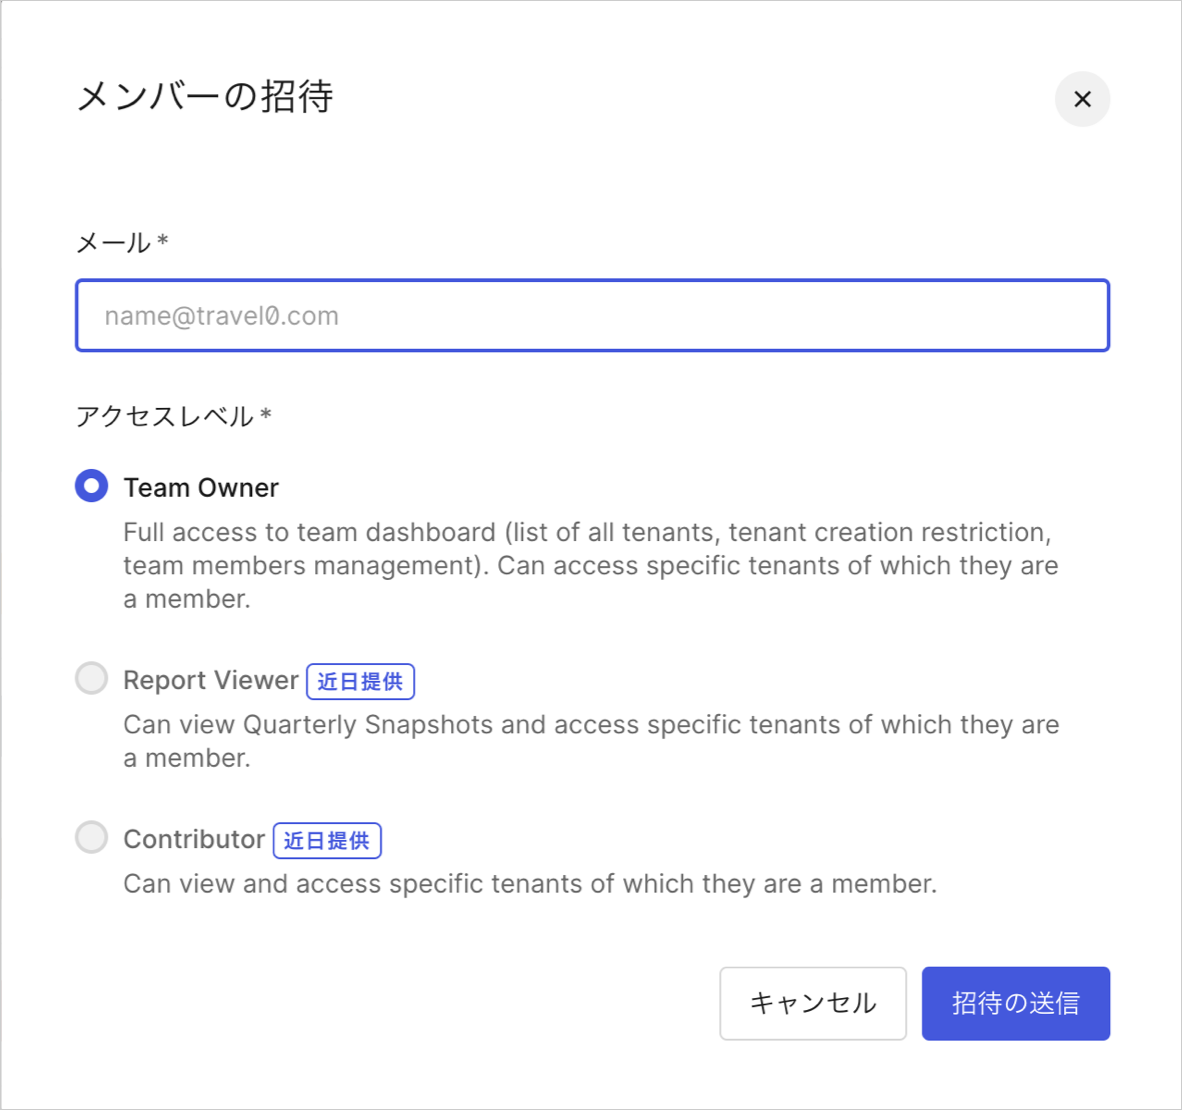 メンバーの招待
メール*
name@travel0.com
アクセスレベル*
Team Owner
Full access to team dashboard (list of all tenants, tenant creation restriction,
team members management). Can access specific tenants of which they are
a member.
Report Viewer 近日提供
Can view Quarterly Snapshots and access specific tenants of which they are
a member.
Contributor 近日提供
Can view and access specific tenants of which they are a member.
キャンセル 招待の送信